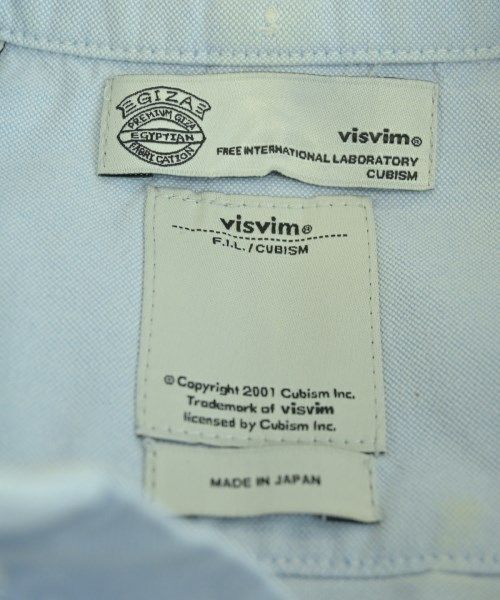 GIZA
PREMIUM GIZA
EGYPTIAN
FABRICATION
visvim®
FREE INTERNATIONAL LABORATORY
CUBISM
visvim®
F.I.L./CUBISM
© Copyright 2001 Cubism Inc.
Trademark of visvim
licensed by Cubism Inc.
MADE IN JAPAN